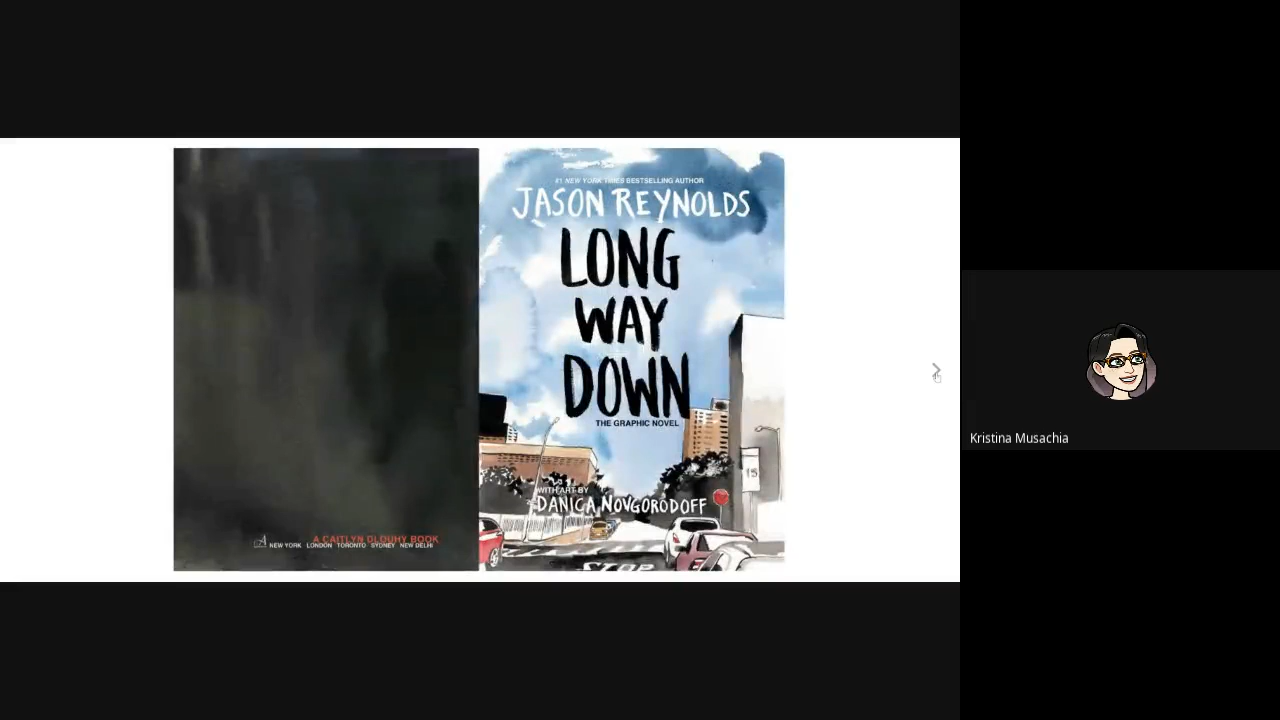 A CAITLYN DLOUHY BOOK
NEW YORK LONDON TORONTO SYDNEY NEW DELHI
#1 NEW YORK TIMES BESTSELLING AUTHOR
JASON REYNOLDS
LONG
WAY
DOWN
THE GRAPHIC NOVEL
15
WITH ART BY
DANICA NOVGORODOFF
STOP
Kristina Musachia